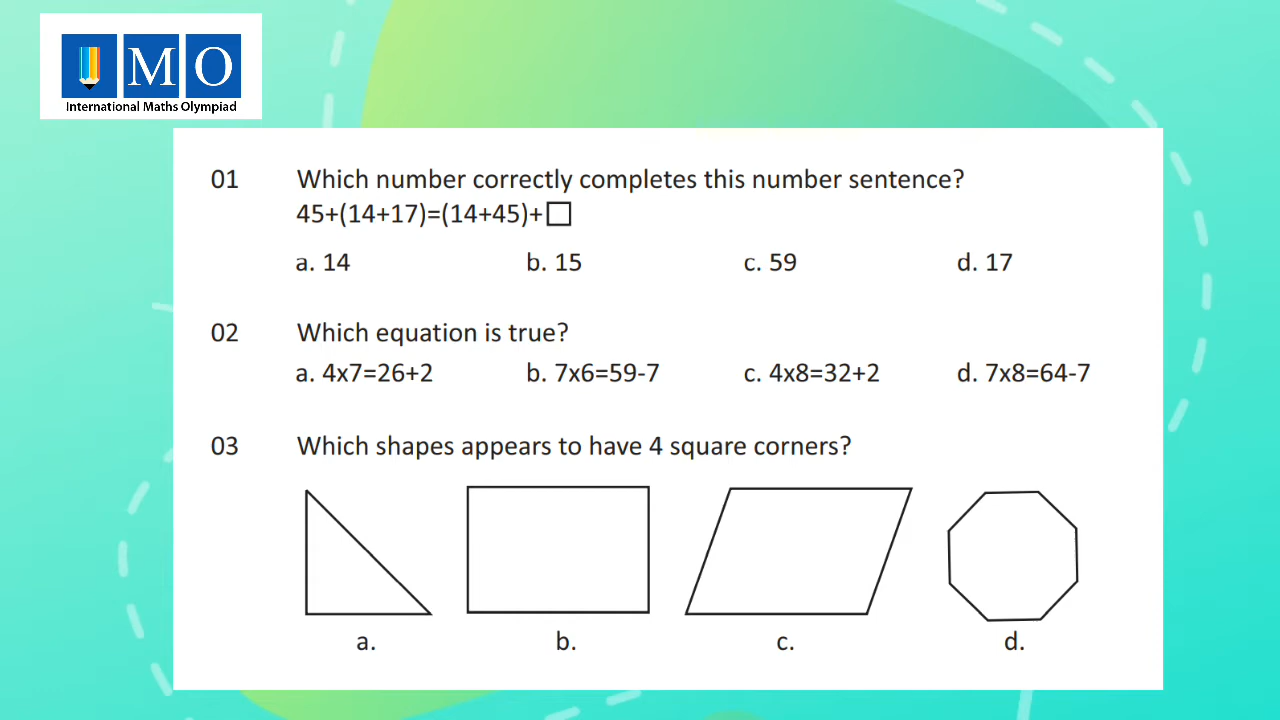 MO
International Maths Olympiad
01 Which number correctly completes this number sentence?
45+(14+17)=(14+45)+□
a. 14 b. 15 c. 59 d. 17
02 Which equation is true?
a. 4x7=26+2 b. 7x6=59-7 c. 4x8=32+2 d. 7x8=64-7
03 Which shapes appears to have 4 square corners?
a. b. c. d.